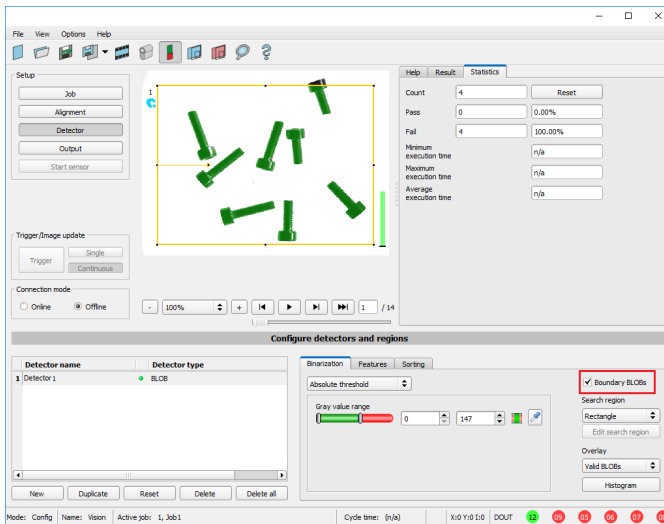 File View Options Help
Setup
Job
Alignment
Detector
Output
Start sensor
Trigger/Image update
Trigger
Single
Continuous
Connection mode
Online Offline
1
- 100% + 1 / 14
Help Result Statistics
Count 4 Reset
Pass 0 0.00%
Fail 4 100.00%
Minimum
execution time n/a
Maximum
execution time n/a
Average
execution time n/a
Configure detectors and regions
Detector name Detector type
1 Detector1 BLOB
New Duplicate Reset Delete Delete all
Binarization Features Sorting
Absolute threshold
Gray value range
0 147
Boundary BLOBs
Search region
Rectangle
Edit search region
Overlay
Valid BLOBs
Histogram
Mode: Config Name: Vision Active job: 1, Job1 Cycle time: (n/a) X:0 Y:0 I:0 DOUT 12 09 05 06 07